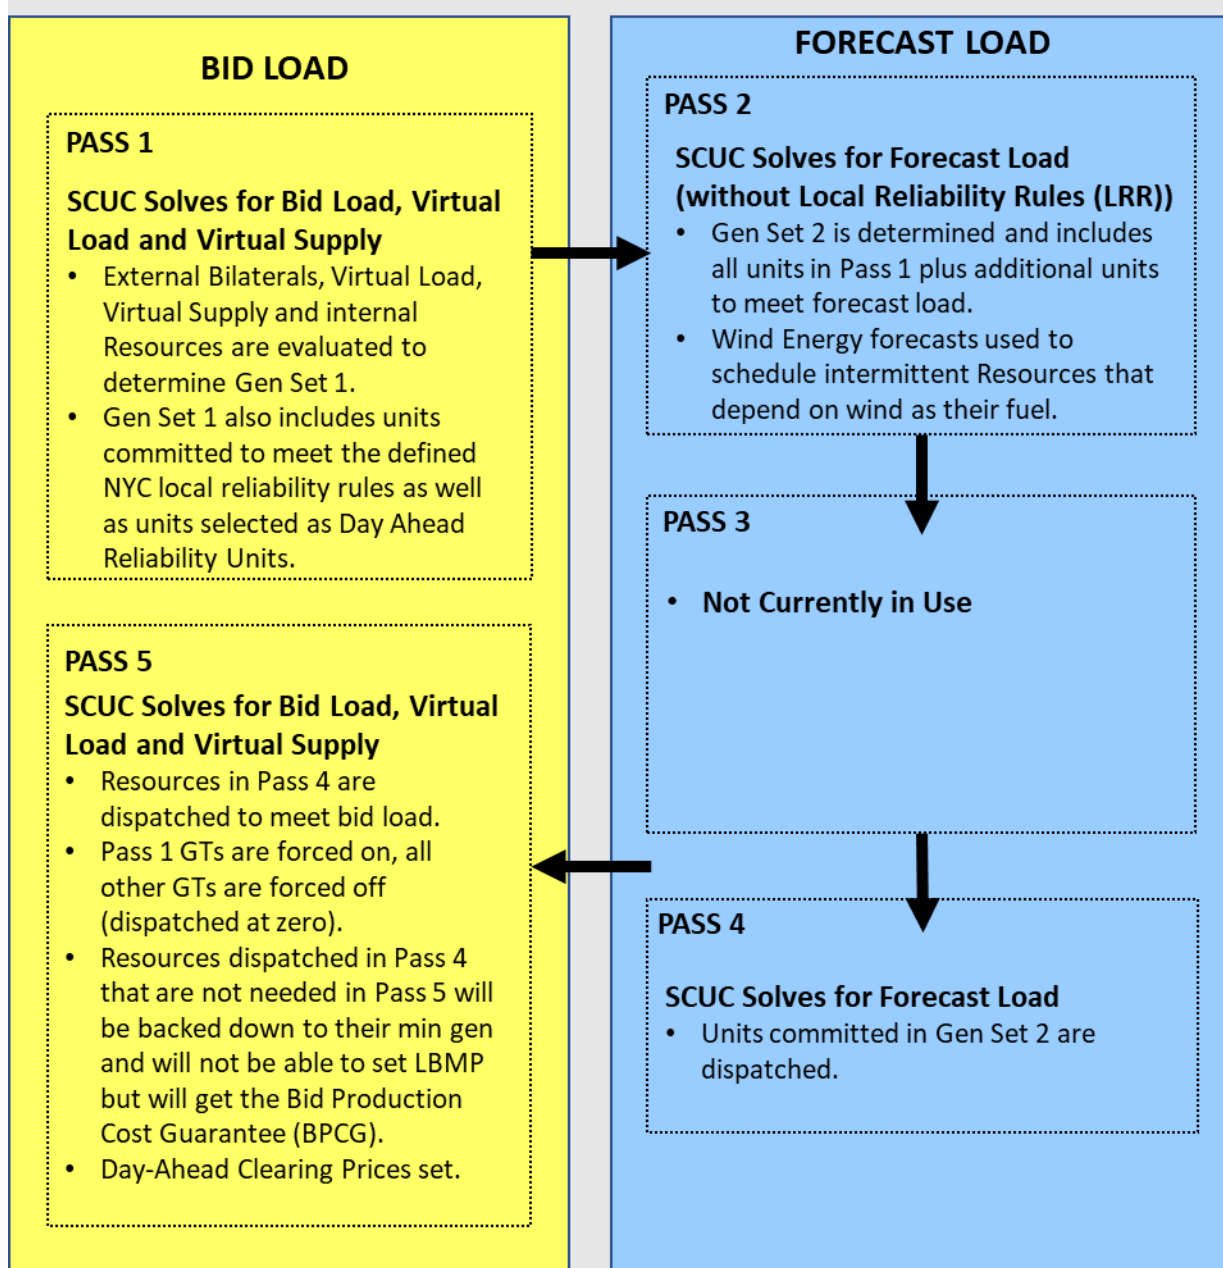 BID LOAD
PASS 1
SCUC Solves for Bid Load, Virtual
Load and Virtual Supply
• External Bilaterals, Virtual Load,
Virtual Supply and internal
Resources are evaluated to
determine Gen Set 1.
• Gen Set 1 also includes units
committed to meet the defined
NYC local reliability rules as well
as units selected as Day Ahead
Reliability Units.
FORECAST LOAD
PASS 2
SCUC Solves for Forecast Load
(without Local Reliability Rules (LRR))
• Gen Set 2 is determined and includes
all units in Pass 1 plus additional units
to meet forecast load.
• Wind Energy forecasts used to
schedule intermittent Resources that
depend on wind as their fuel.
PASS 3
• Not Currently in Use
PASS 4
SCUC Solves for Forecast Load
• Units committed in Gen Set 2 are
dispatched.
PASS 5
SCUC Solves for Bid Load, Virtual
Load and Virtual Supply
• Resources in Pass 4 are
dispatched to meet bid load.
• Pass 1 GTs are forced on, all
other GTs are forced off
(dispatched at zero).
• Resources dispatched in Pass 4
that are not needed in Pass 5 will
be backed down to their min gen
and will not be able to set LBMP
but will get the Bid Production
Cost Guarantee (BPCG).
• Day-Ahead Clearing Prices set.